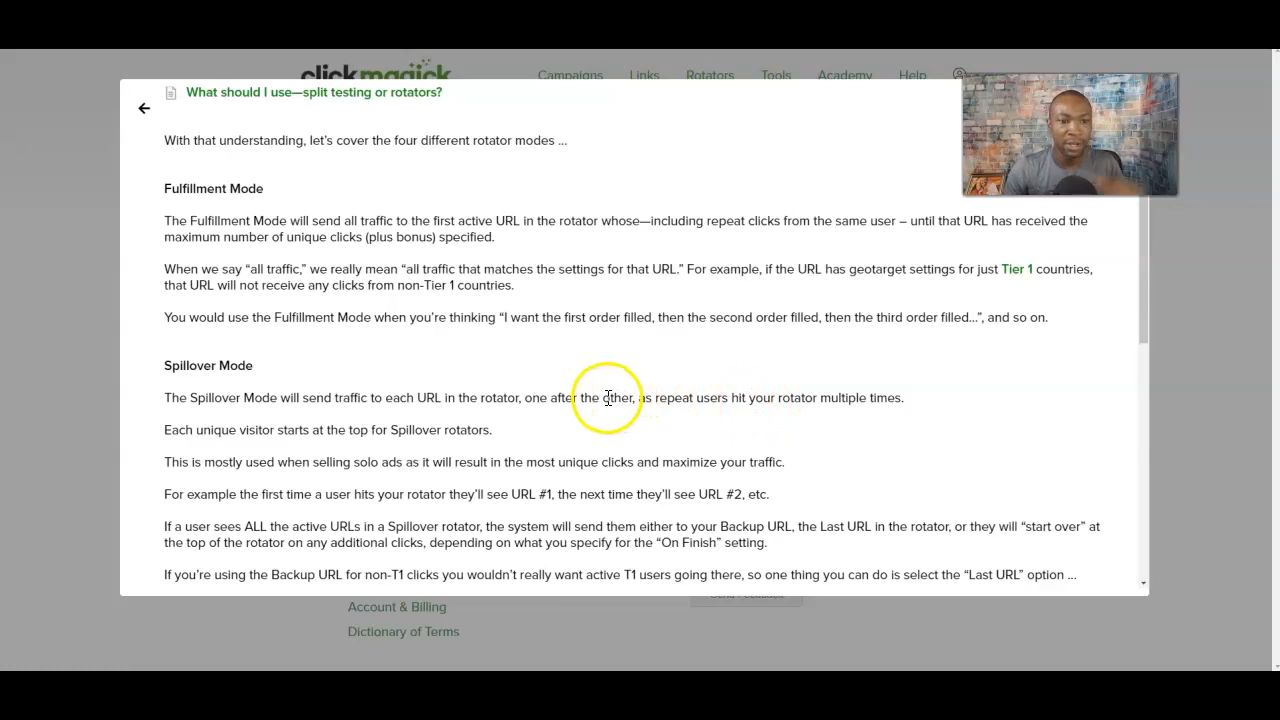 clickmagick
Campaigns Links Rotators Tools Academy Help
What should I use—split testing or rotators?
With that understanding, let's cover the four different rotator modes ...
Fulfillment Mode
The Fulfillment Mode will send all traffic to the first active URL in the rotator whose—including repeat clicks from the same user – until that URL has received the
maximum number of unique clicks (plus bonus) specified.
When we say “all traffic,” we really mean “all traffic that matches the settings for that URL.” For example, if the URL has geotarget settings for just Tier 1 countries,
that URL will not receive any clicks from non-Tier 1 countries.
You would use the Fulfillment Mode when you’re thinking “I want the first order filled, then the second order filled, then the third order filled…”, and so on.
Spillover Mode
The Spillover Mode will send traffic to each URL in the rotator, one after the other, as repeat users hit your rotator multiple times.
Each unique visitor starts at the top for Spillover rotators.
This is mostly used when selling solo ads as it will result in the most unique clicks and maximize your traffic.
For example the first time a user hits your rotator they’ll see URL #1, the next time they’ll see URL #2, etc.
If a user sees ALL the active URLs in a Spillover rotator, the system will send them either to your Backup URL, the Last URL in the rotator, or they will “start over” at
the top of the rotator on any additional clicks, depending on what you specify for the “On Finish” setting.
If you’re using the Backup URL for non-T1 clicks you wouldn’t really want active T1 users going there, so one thing you can do is select the “Last URL” option ...
Account & Billing
Dictionary of Terms